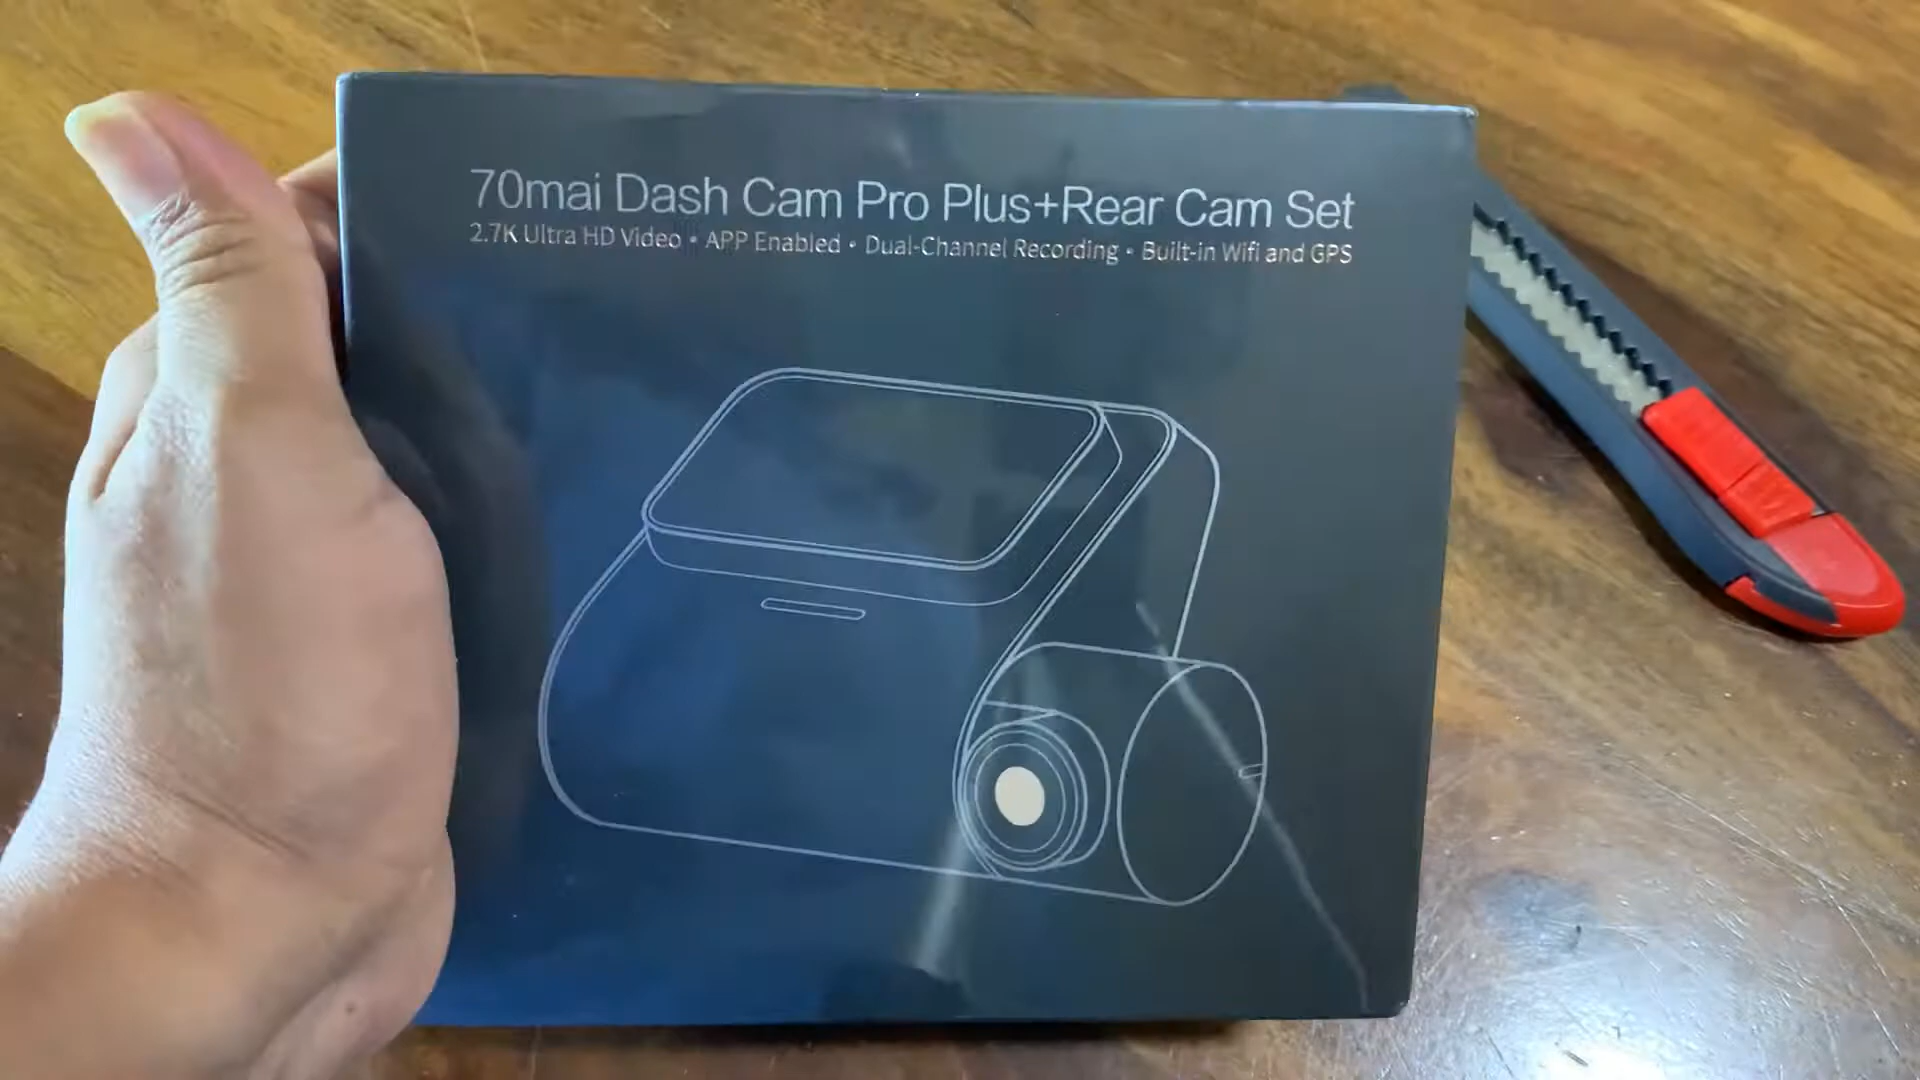 70mai Dash Cam Pro Plus+Rear Cam Set
2.7K Ultra HD Video • APP Enabled • Dual-Channel Recording • Built-in Wifi and GPS